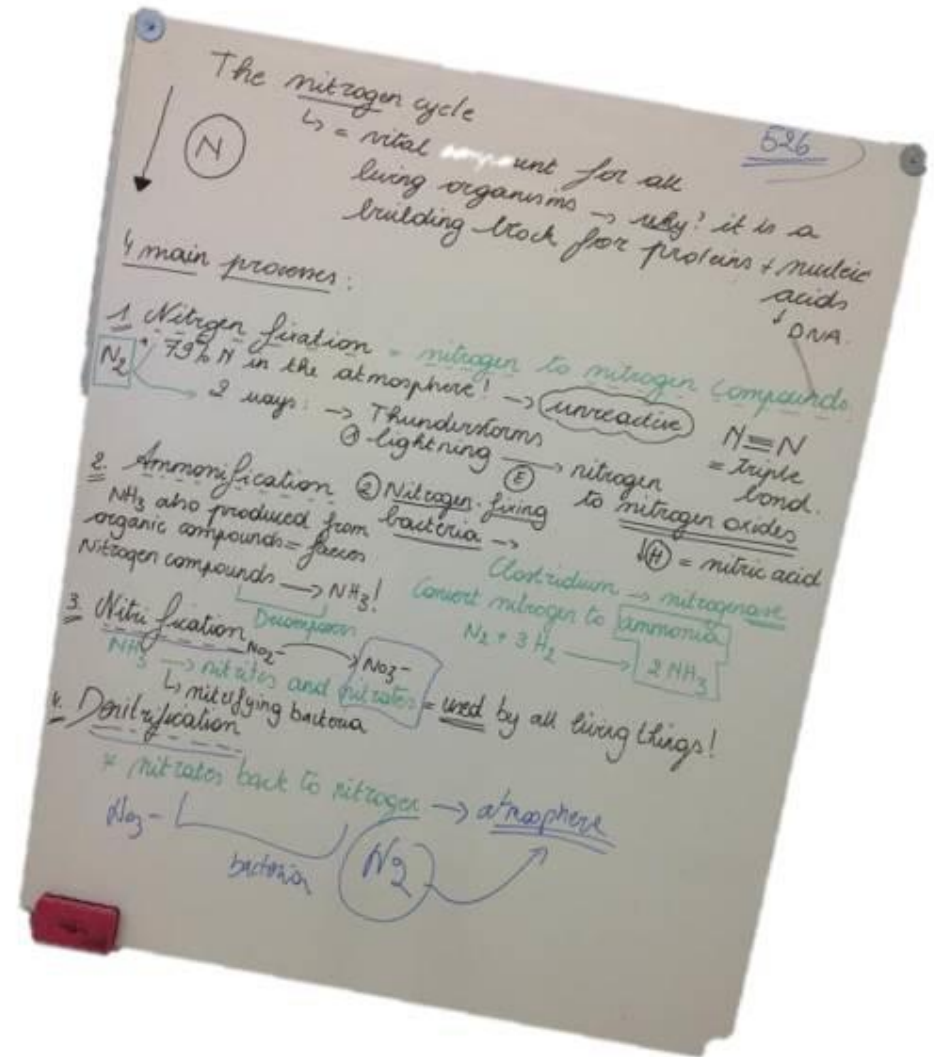 The nitrogen cycle
526
N
↳ = vital unt for all
living organisms → why? it is a
building block for proteins + nucleic
acids
↓ DNA
4 main processes:
1. Nitrgen fixation = nitrogen to nitrogen compounds.
N2
79% N in the atmosphere! → unreactive
N≡N
= triple
bond.
2 ways: → Thunderstorms
① lightning → nitrogen
Ⓔ
to nitrogen oxides
↓Ⓗ = nitric acid
② Nitrogen-fixing
bacteria →
Clostridium → nitrogenase
Convert nitrogen to ammonia
N2 + 3 H2 → 2 NH3
2. Ammonification
NH3 also produced from
organic compounds = faeces
Nitrogen compounds → NH3!
3. Nitrification
NO2- → NO3-
NH3 → nitrites and nitrates = used by all living things!
↳ nitrifying bacteria
4. Denitrification
* nitrates back to nitrogen → atmosphere
No3-
bacteria
N2